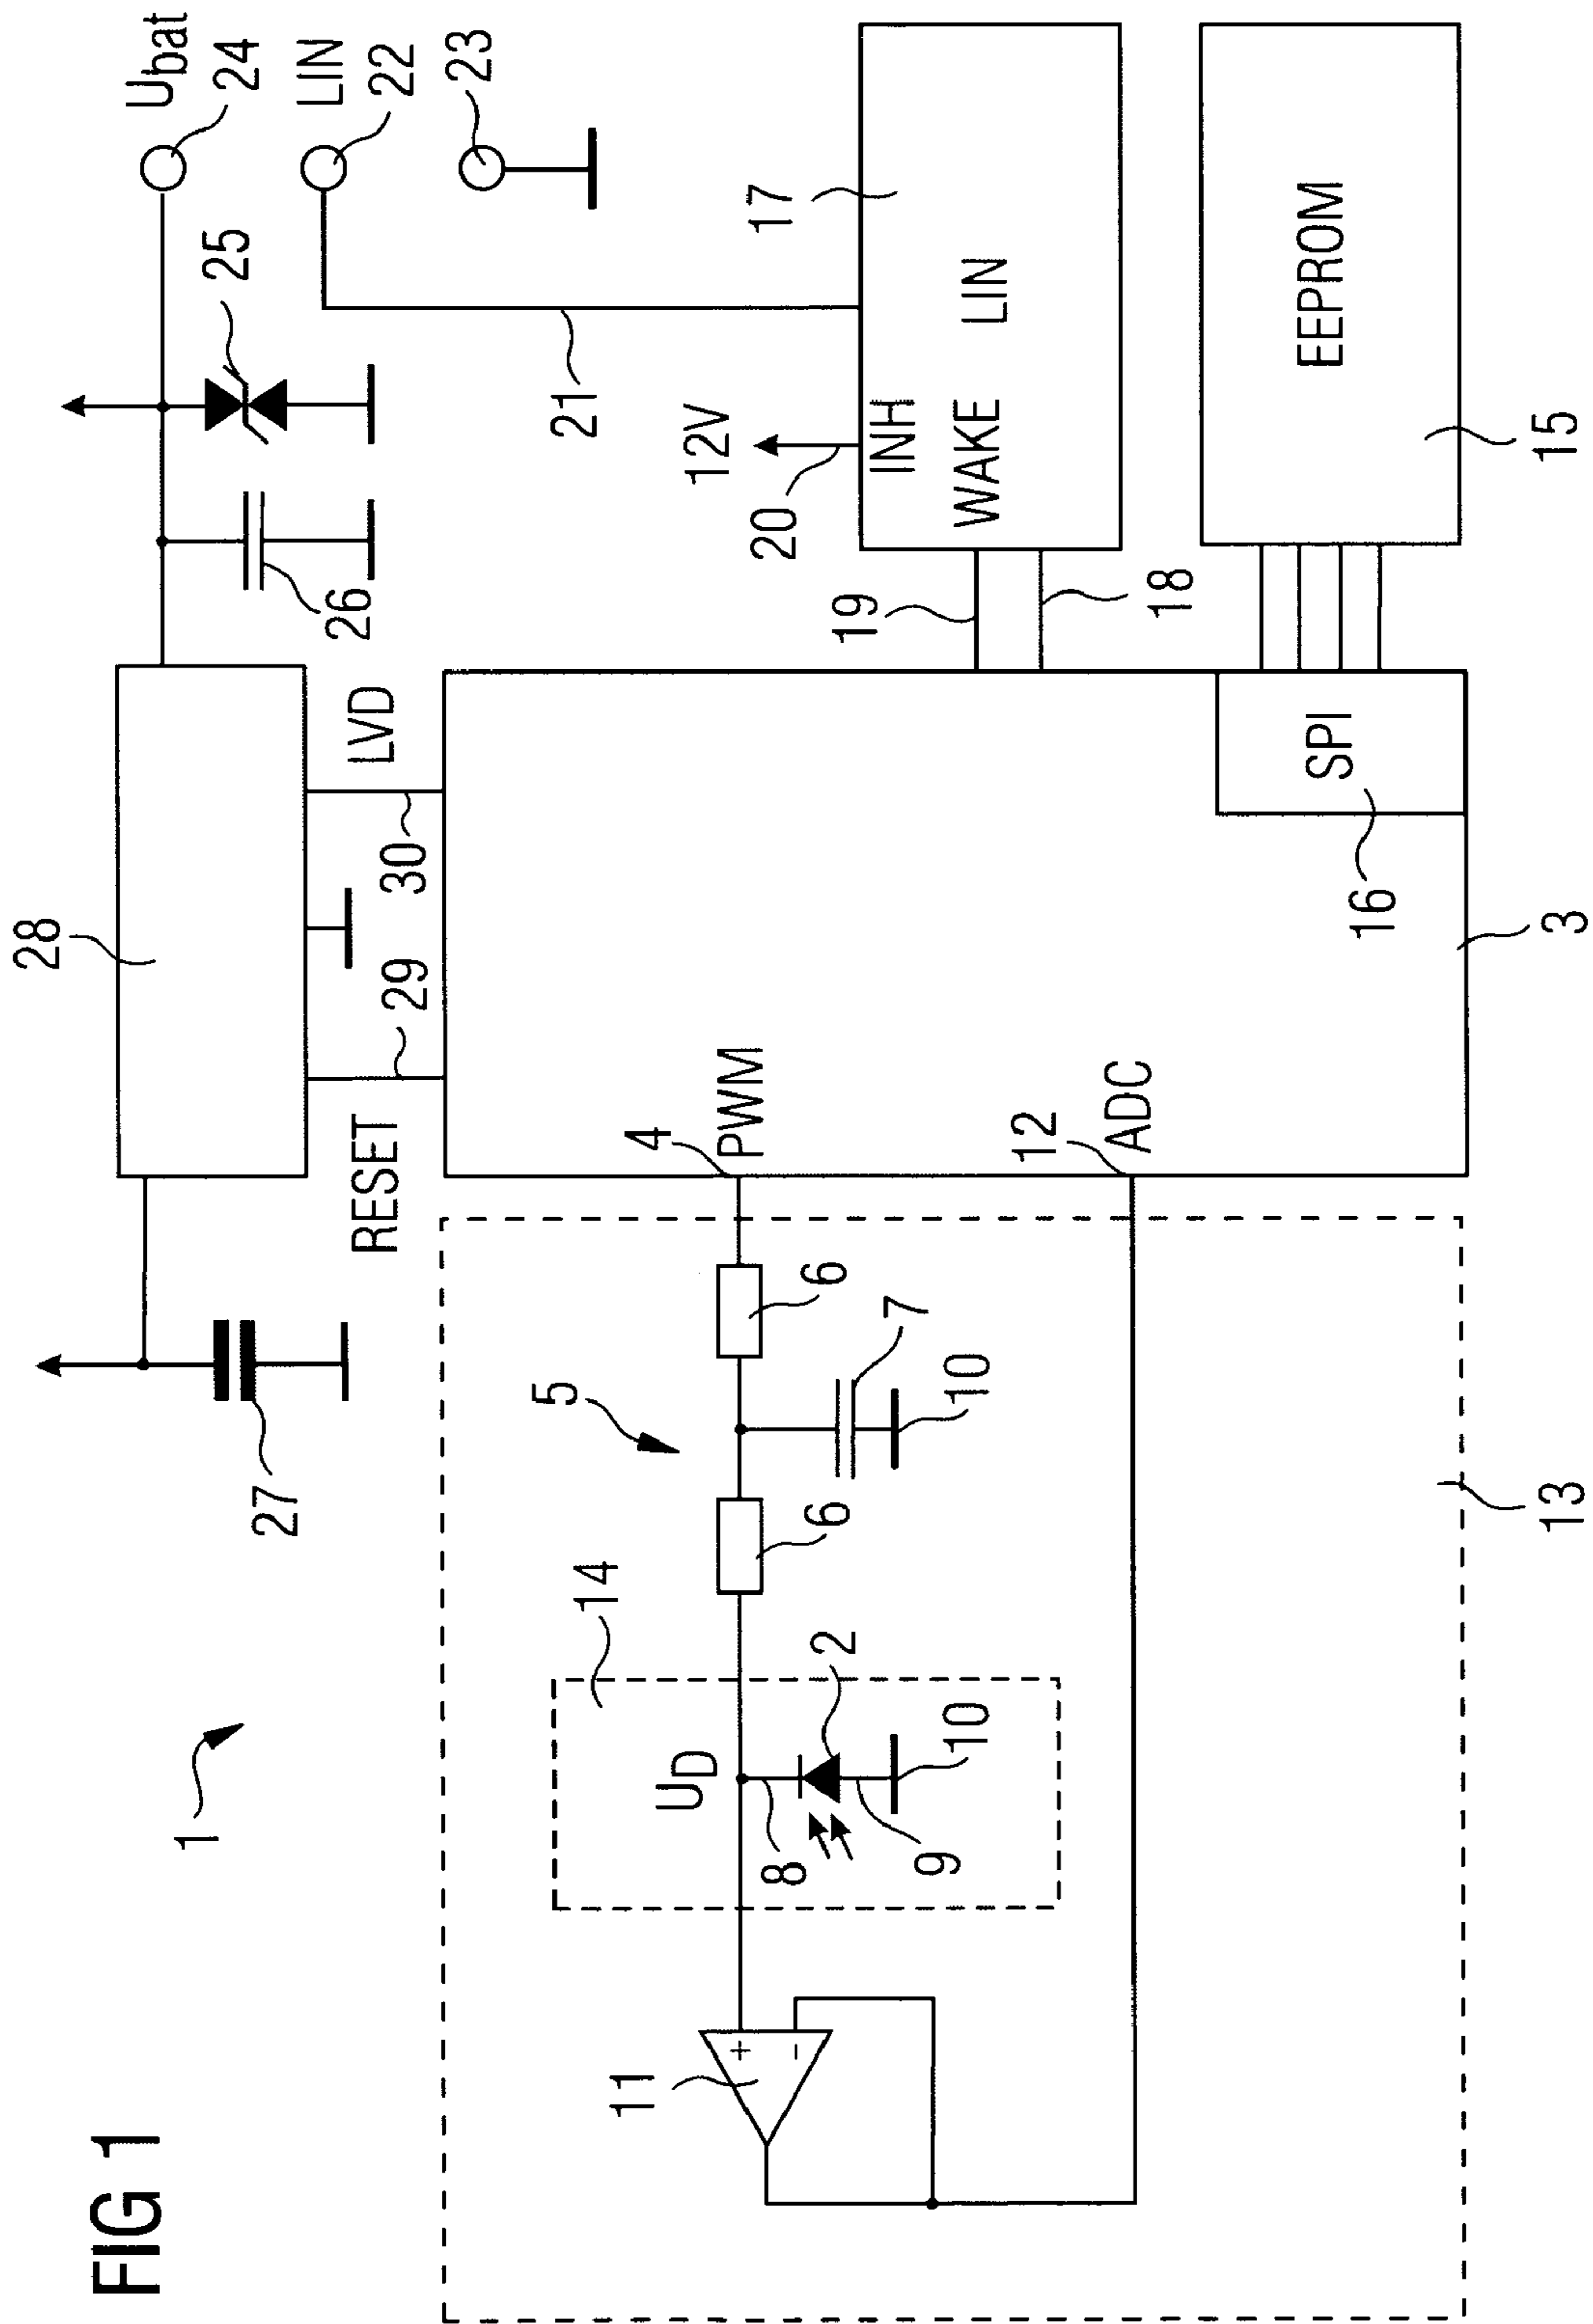 FIG 1
1
27
28
26
25
Ubat
24
LIN
22
23
RESET
29
30
LVD
21
12V
20
17
INH
LIN
WAKE
19
18
EEPROM
15
SPI
16
3
PWM
4
ADC
12
5
6
6
7
10
14
UD
2
8
9
10
11
+
-
13